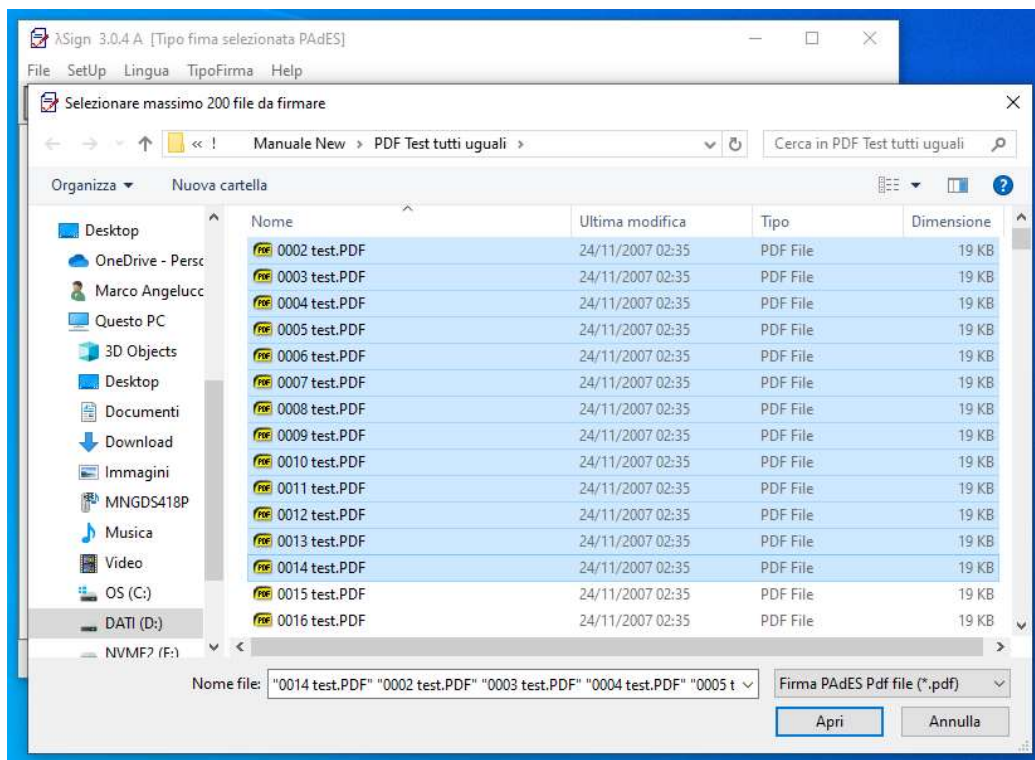 λSign 3.0.4 A [Tipo fima selezionata PAdES]
File SetUp Lingua TipoFirma Help
Selezionare massimo 200 file da firmare
« ! Manuale New > PDF Test tutti uguali >
Cerca in PDF Test tutti uguali
Organizza Nuova cartella
Nome Ultima modifica Tipo Dimensione
Desktop
OneDrive - Persc
Marco Angelucc
Questo PC
3D Objects
Desktop
Documenti
Download
Immagini
MNGDS418P
Musica
Video
OS (C:)
DATI (D:)
NVMF2 (F:)
0002 test.PDF 24/11/2007 02:35 PDF File 19 KB
0003 test.PDF 24/11/2007 02:35 PDF File 19 KB
0004 test.PDF 24/11/2007 02:35 PDF File 19 KB
0005 test.PDF 24/11/2007 02:35 PDF File 19 KB
0006 test.PDF 24/11/2007 02:35 PDF File 19 KB
0007 test.PDF 24/11/2007 02:35 PDF File 19 KB
0008 test.PDF 24/11/2007 02:35 PDF File 19 KB
0009 test.PDF 24/11/2007 02:35 PDF File 19 KB
0010 test.PDF 24/11/2007 02:35 PDF File 19 KB
0011 test.PDF 24/11/2007 02:35 PDF File 19 KB
0012 test.PDF 24/11/2007 02:35 PDF File 19 KB
0013 test.PDF 24/11/2007 02:35 PDF File 19 KB
0014 test.PDF 24/11/2007 02:35 PDF File 19 KB
0015 test.PDF 24/11/2007 02:35 PDF File 19 KB
0016 test.PDF 24/11/2007 02:35 PDF File 19 KB
Nome file: "0014 test.PDF" "0002 test.PDF" "0003 test.PDF" "0004 test.PDF" "0005 t
Firma PAdES Pdf file (*.pdf)
Apri Annulla